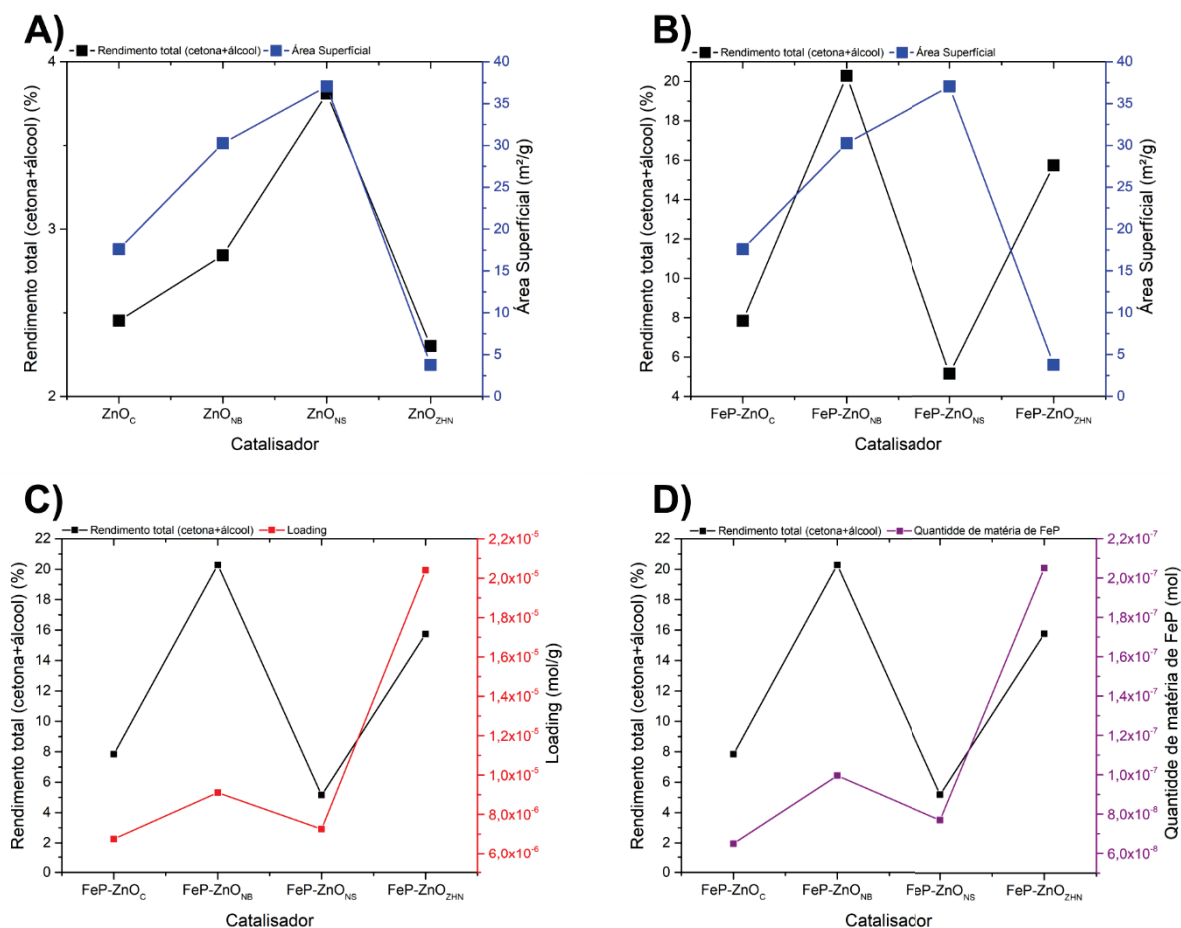 A)
Rendimento total (cetona+álcool) Área Superfícial
Rendimento total (cetona+álcool) (%)
4
3
2
40
35
30
25
20
15
10
5
0
Área Superfícial (m²/g)
ZnO_C ZnO_NB ZnO_NS ZnO_ZHN
Catalisador
B)
Rendimento total (cetona+álcool) Área Superfícial
Rendimento total (cetona+álcool) (%)
20
18
16
14
12
10
8
6
4
40
35
30
25
20
15
10
5
0
Área Superfícial (m²/g)
FeP-ZnO_C FeP-ZnO_NB FeP-ZnO_NS FeP-ZnO_ZHN
Catalisador
C)
Rendimento total (cetona+álcool) Loading
Rendimento total (cetona+álcool) (%)
22
20
18
16
14
12
10
8
6
4
2
0
2,2x10⁻⁵
2,0x10⁻⁵
1,8x10⁻⁵
1,6x10⁻⁵
1,4x10⁻⁵
1,2x10⁻⁵
1,0x10⁻⁵
8,0x10⁻⁶
6,0x10⁻⁶
Loading (mol/g)
FeP-ZnO_C FeP-ZnO_NB FeP-ZnO_NS FeP-ZnO_ZHN
Catalisador
D)
Rendimento total (cetona+álcool) Quantidde de matéria de FeP
Rendimento total (cetona+álcool) (%)
22
20
18
16
14
12
10
8
6
4
2
0
2,2x10⁻⁷
2,0x10⁻⁷
1,8x10⁻⁷
1,6x10⁻⁷
1,4x10⁻⁷
1,2x10⁻⁷
1,0x10⁻⁷
8,0x10⁻⁸
6,0x10⁻⁸
Quantidde de matéria de FeP (mol)
FeP-ZnO_C FeP-ZnO_NB FeP-ZnO_NS FeP-ZnO_ZHN
Catalisador